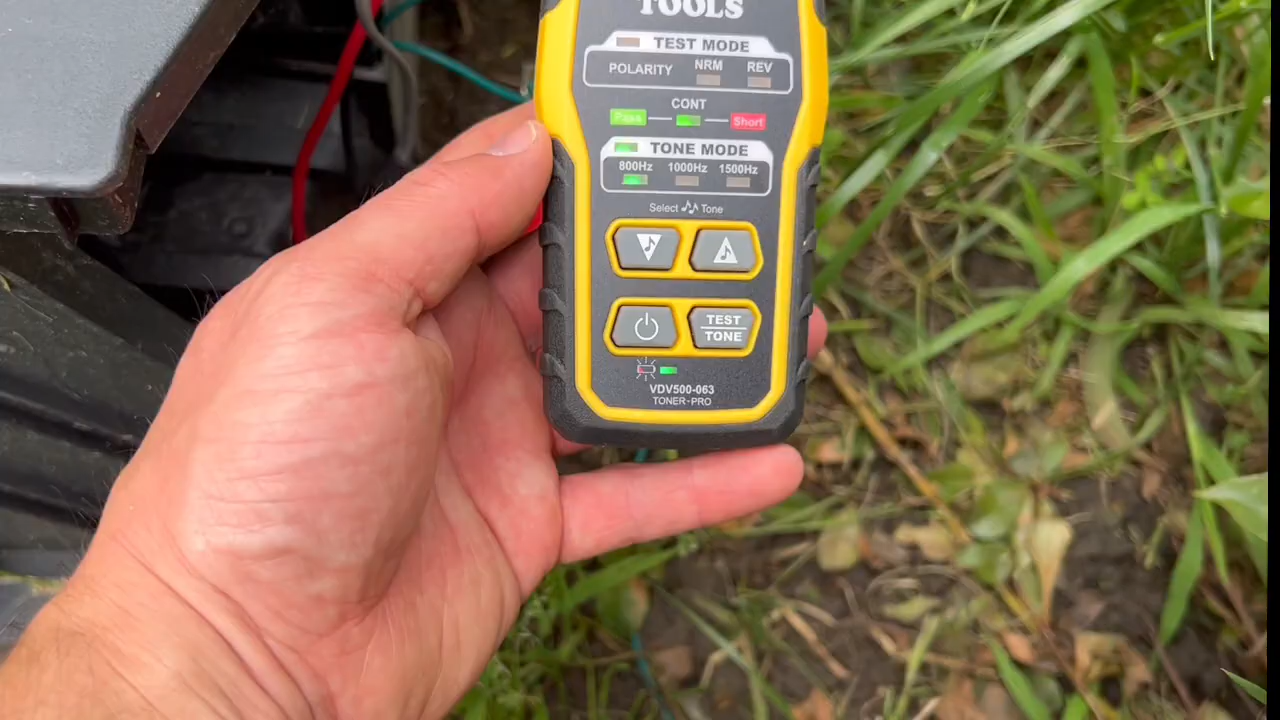 TOOLS
TEST MODE
POLARITY NRM REV
CONT
Pass Short
TONE MODE
800Hz 1000Hz 1500Hz
Select Tone
TEST
TONE
VDV500-063
TONER-PRO